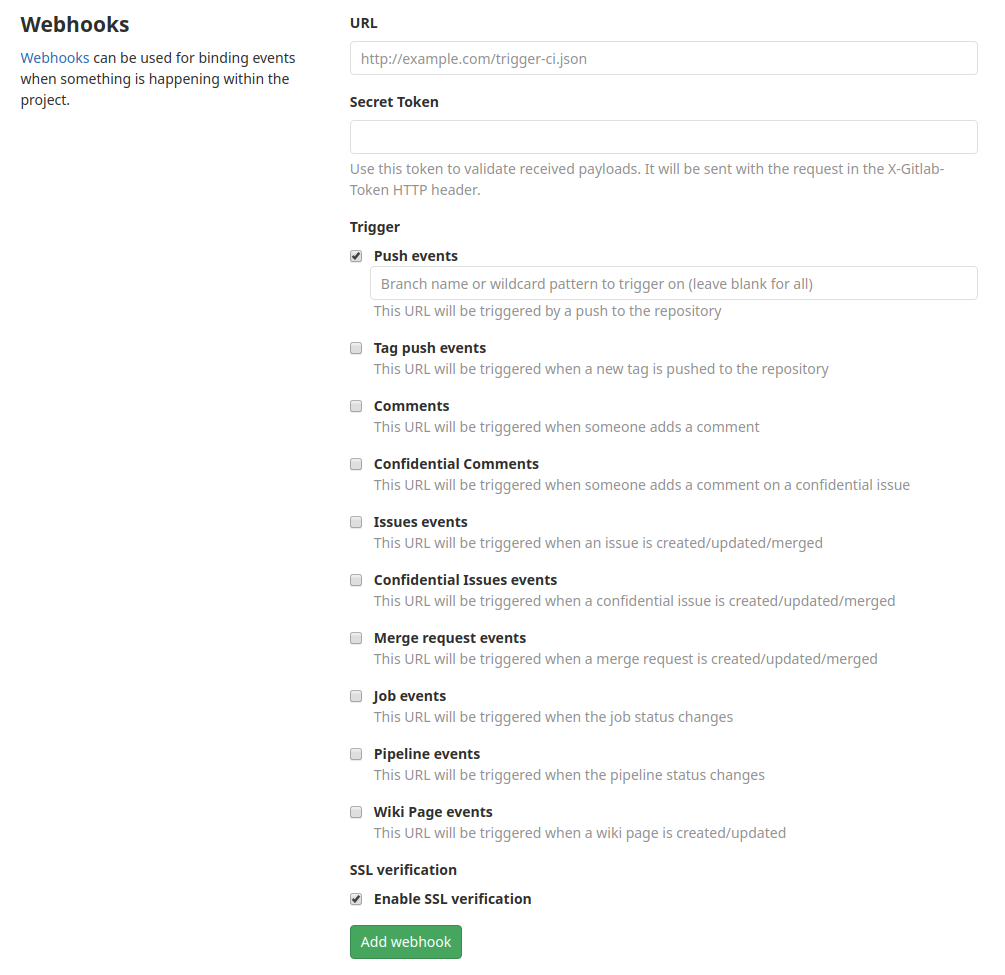 Webhooks
Webhooks can be used for binding events
when something is happening within the
project.
URL
http://example.com/trigger-ci.json
Secret Token
Use this token to validate received payloads. It will be sent with the request in the X-Gitlab-
Token HTTP header.
Trigger
Push events
Branch name or wildcard pattern to trigger on (leave blank for all)
This URL will be triggered by a push to the repository
Tag push events
This URL will be triggered when a new tag is pushed to the repository
Comments
This URL will be triggered when someone adds a comment
Confidential Comments
This URL will be triggered when someone adds a comment on a confidential issue
Issues events
This URL will be triggered when an issue is created/updated/merged
Confidential Issues events
This URL will be triggered when a confidential issue is created/updated/merged
Merge request events
This URL will be triggered when a merge request is created/updated/merged
Job events
This URL will be triggered when the job status changes
Pipeline events
This URL will be triggered when the pipeline status changes
Wiki Page events
This URL will be triggered when a wiki page is created/updated
SSL verification
Enable SSL verification
Add webhook